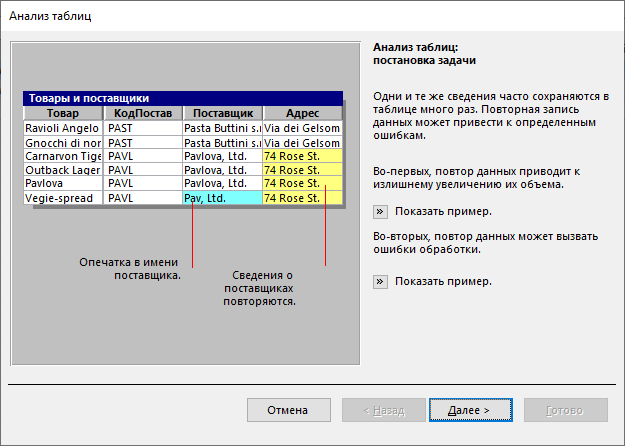 Анализ таблиц
Товары и поставщики
Товар КодПостав Поставщик Адрес
Ravioli Angelo PAST Pasta Buttini s.r Via dei Gelsom
Gnocchi di nor PAST Pasta Buttini s.r Via dei Gelsom
Carnarvon Tige PAVL Pavlova, Ltd. 74 Rose St.
Outback Lager PAVL Pavlova, Ltd. 74 Rose St.
Pavlova PAVL Pavlova, Ltd. 74 Rose St.
Vegie-spread PAVL Pav, Ltd. 74 Rose St.
Опечатка в имени
поставщика.
Сведения о
поставщиках
повторяются.
Анализ таблиц:
постановка задачи
Одни и те же сведения часто сохраняются в
таблице много раз. Повторная запись
данных может привести к определенным
ошибкам.
Во-первых, повтор данных приводит к
излишнему увеличению их объема.
» Показать пример.
Во-вторых, повтор данных может вызвать
ошибки обработки.
» Показать пример.
Отмена < Назад Далее > Готово